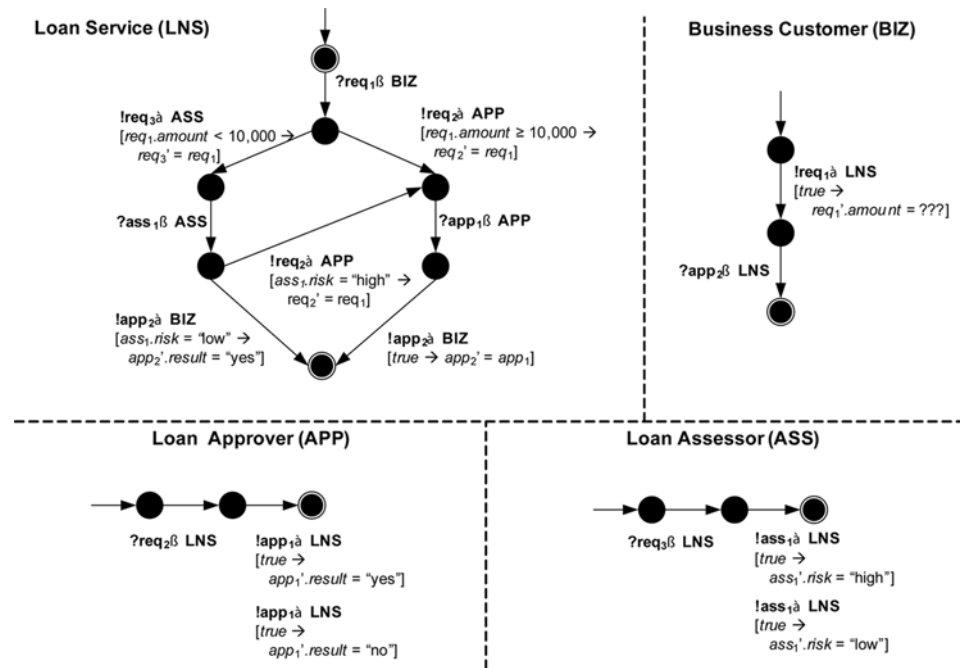 Loan Service (LNS)
?req₁ß BIZ
!req₃à ASS
[req₁.amount < 10,000 →
req₃' = req₁]
!req₂à APP
[req₁.amount ≥ 10,000 →
req₂' = req₁]
?ass₁ß ASS
?app₁ß APP
!req₂à APP
[ass₁.risk = "high" →
req₂' = req₁]
!app₂à BIZ
[ass₁.risk = "low" →
app₂'.result = "yes"]
!app₂à BIZ
[true → app₂' = app₁]
Business Customer (BIZ)
!req₁à LNS
[true →
req₁'.amount = ???]
?app₂ß LNS
Loan Approver (APP)
?req₂ß LNS
!app₁à LNS
[true →
app₁'.result = "yes"]
!app₁à LNS
[true →
app₁'.result = "no"]
Loan Assessor (ASS)
?req₃ß LNS
!ass₁à LNS
[true →
ass₁'.risk = "high"]
!ass₁à LNS
[true →
ass₁'.risk = "low"]